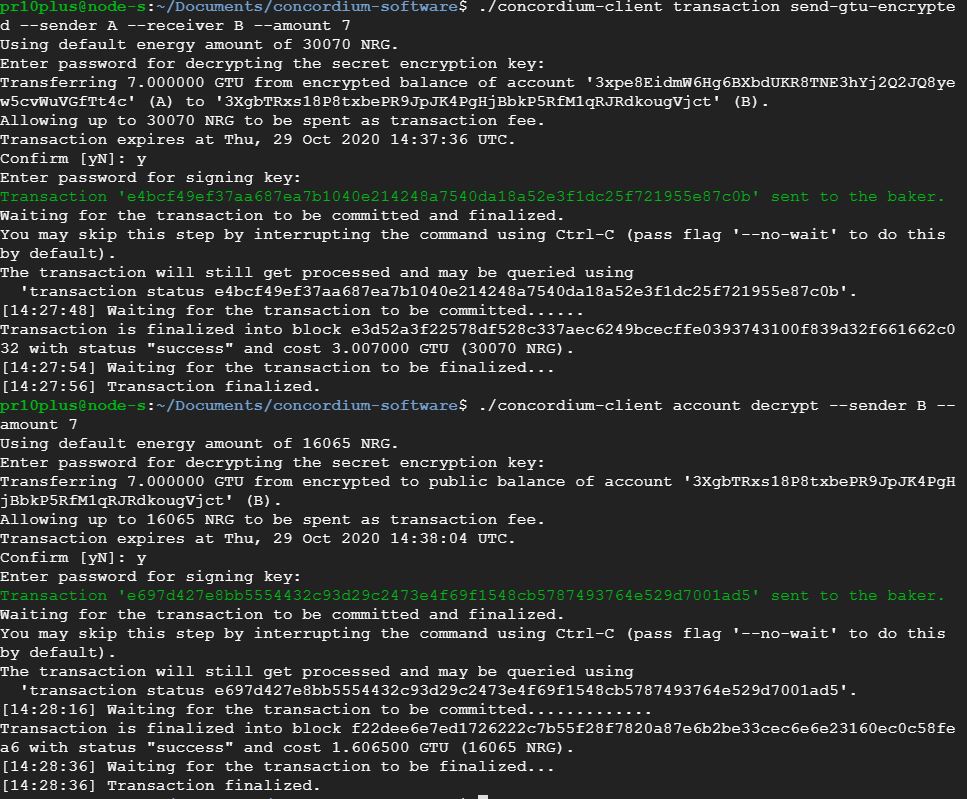 pr10plus@node-s:~/Documents/concordium-software$ ./concordium-client transaction send-gtu-encrypte
d --sender A --receiver B --amount 7
Using default energy amount of 30070 NRG.
Enter password for decrypting the secret encryption key:
Transferring 7.000000 GTU from encrypted balance of account '3xpe8EidmW6Hg6BXbdUKR8TNE3hYj2Q2JQ8ye
w5cvWuVGfTt4c' (A) to '3XgbTRxs18P8txbePR9JpJK4PgHjBbkP5RfM1qRJRdkougVjct' (B).
Allowing up to 30070 NRG to be spent as transaction fee.
Transaction expires at Thu, 29 Oct 2020 14:37:36 UTC.
Confirm [yN]: y
Enter password for signing key:
Transaction 'e4bcf49ef37aa687ea7b1040e214248a7540da18a52e3f1dc25f721955e87c0b' sent to the baker.
Waiting for the transaction to be committed and finalized.
You may skip this step by interrupting the command using Ctrl-C (pass flag '--no-wait' to do this
by default).
The transaction will still get processed and may be queried using
  'transaction status e4bcf49ef37aa687ea7b1040e214248a7540da18a52e3f1dc25f721955e87c0b'.
[14:27:48] Waiting for the transaction to be committed......
Transaction is finalized into block e3d52a3f22578df528c337aec6249bcecffe0393743100f839d32f661662c0
32 with status "success" and cost 3.007000 GTU (30070 NRG).
[14:27:54] Waiting for the transaction to be finalized...
[14:27:56] Transaction finalized.
pr10plus@node-s:~/Documents/concordium-software$ ./concordium-client account decrypt --sender B --
amount 7
Using default energy amount of 16065 NRG.
Enter password for decrypting the secret encryption key:
Transferring 7.000000 GTU from encrypted to public balance of account '3XgbTRxs18P8txbePR9JpJK4PgH
jBbkP5RfM1qRJRdkougVjct' (B).
Allowing up to 16065 NRG to be spent as transaction fee.
Transaction expires at Thu, 29 Oct 2020 14:38:04 UTC.
Confirm [yN]: y
Enter password for signing key:
Transaction 'e697d427e8bb5554432c93d29c2473e4f69f1548cb5787493764e529d7001ad5' sent to the baker.
Waiting for the transaction to be committed and finalized.
You may skip this step by interrupting the command using Ctrl-C (pass flag '--no-wait' to do this
by default).
The transaction will still get processed and may be queried using
  'transaction status e697d427e8bb5554432c93d29c2473e4f69f1548cb5787493764e529d7001ad5'.
[14:28:16] Waiting for the transaction to be committed.............
Transaction is finalized into block f22dee6e7ed1726222c7b55f28f7820a87e6b2be33cec6e6e23160ec0c58fe
a6 with status "success" and cost 1.606500 GTU (16065 NRG).
[14:28:36] Waiting for the transaction to be finalized...
[14:28:36] Transaction finalized.